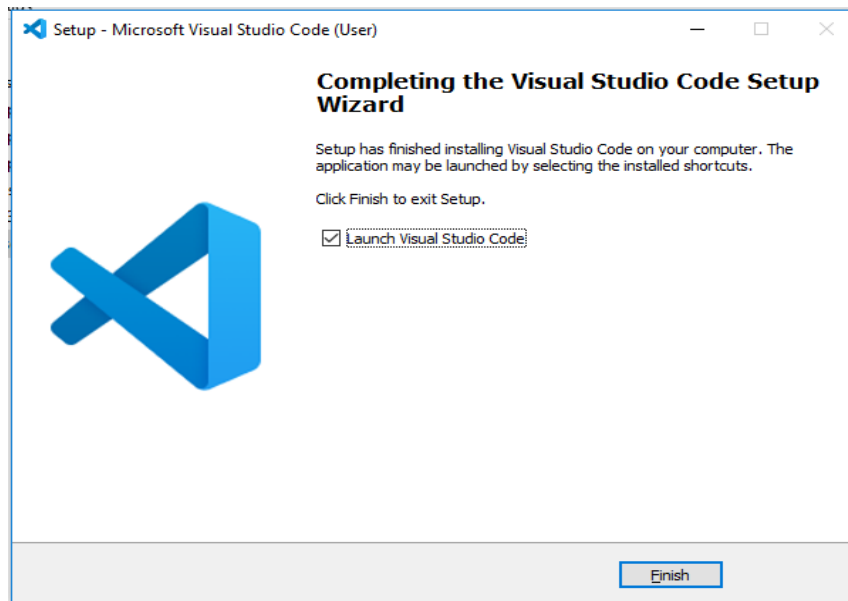 Setup - Microsoft Visual Studio Code (User)
Completing the Visual Studio Code Setup
Wizard
Setup has finished installing Visual Studio Code on your computer. The
application may be launched by selecting the installed shortcuts.
Click Finish to exit Setup.
Launch Visual Studio Code
Finish